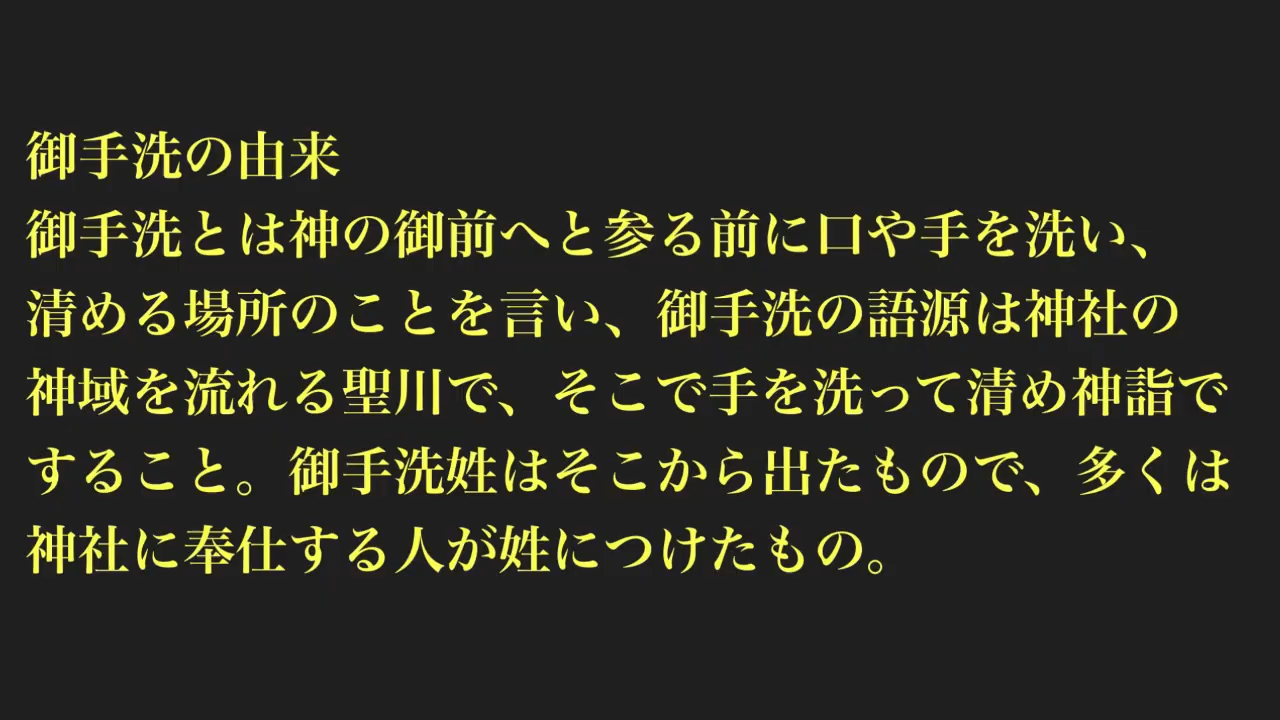 御手洗の由来
御手洗とは神の御前へと参る前に口や手を洗い、
清める場所のことを言い、御手洗の語源は神社の
神域を流れる聖川で、そこで手を洗って清め神詣で
すること。御手洗姓はそこから出たもので、多くは
神社に奉仕する人が姓につけたもの。